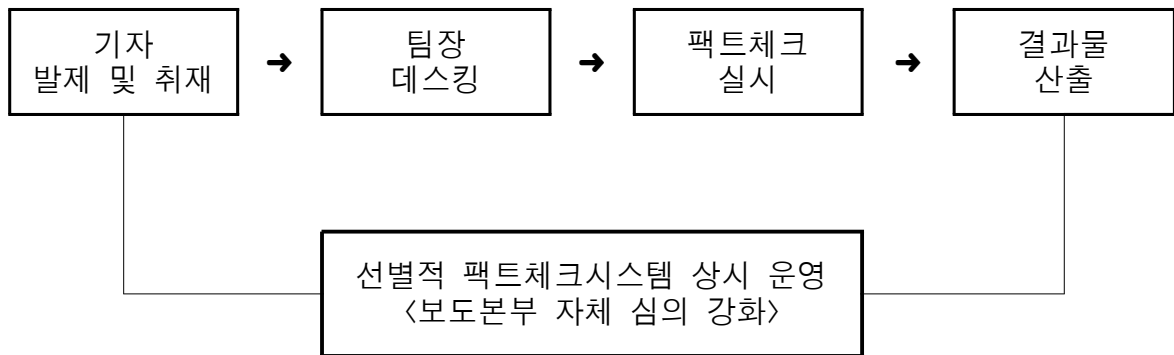 기자
발제 및 취재
➜
팀장
데스킹
➜
팩트체크
실시
➜
결과물
산출
선별적 팩트체크시스템 상시 운영
<보도본부 자체 심의 강화>